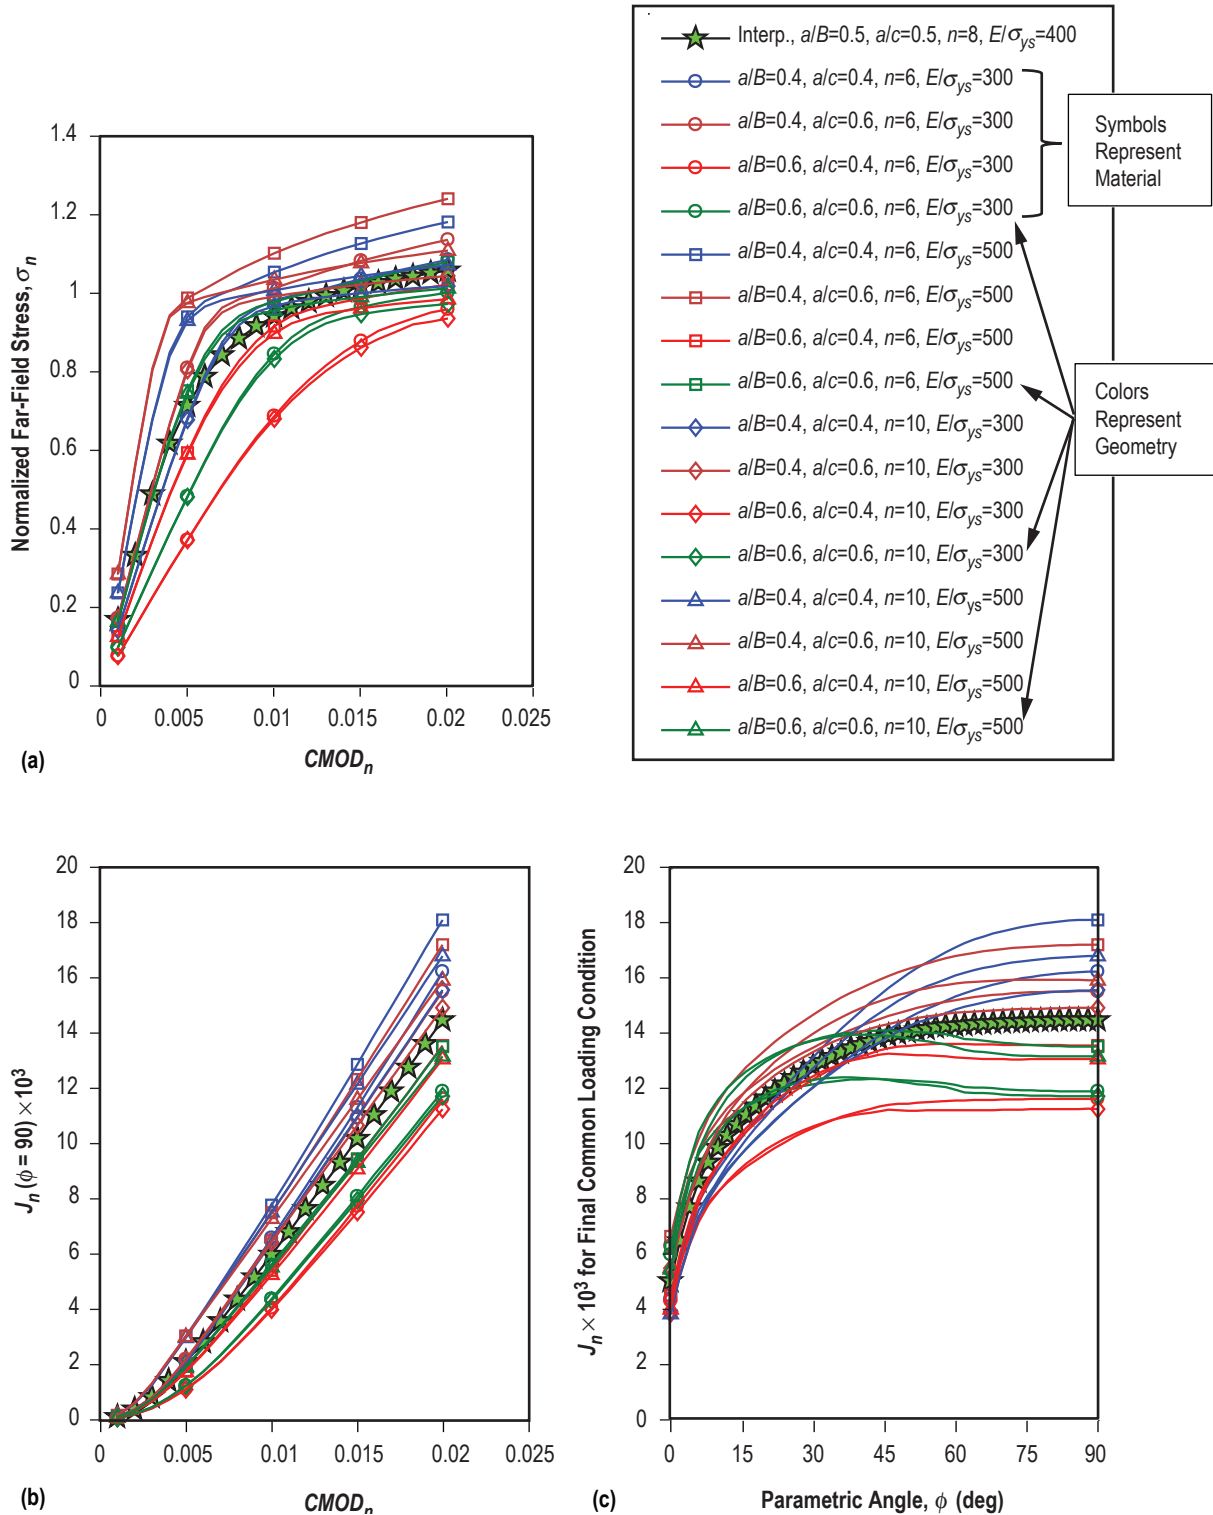 Interp., a/B=0.5, a/c=0.5, n=8, E/σys=400
a/B=0.4, a/c=0.4, n=6, E/σys=300
a/B=0.4, a/c=0.6, n=6, E/σys=300
a/B=0.6, a/c=0.4, n=6, E/σys=300
a/B=0.6, a/c=0.6, n=6, E/σys=300
a/B=0.4, a/c=0.4, n=6, E/σys=500
a/B=0.4, a/c=0.6, n=6, E/σys=500
a/B=0.6, a/c=0.4, n=6, E/σys=500
a/B=0.6, a/c=0.6, n=6, E/σys=500
a/B=0.4, a/c=0.4, n=10, E/σys=300
a/B=0.4, a/c=0.6, n=10, E/σys=300
a/B=0.6, a/c=0.4, n=10, E/σys=300
a/B=0.6, a/c=0.6, n=10, E/σys=300
a/B=0.4, a/c=0.4, n=10, E/σys=500
a/B=0.4, a/c=0.6, n=10, E/σys=500
a/B=0.6, a/c=0.4, n=10, E/σys=500
a/B=0.6, a/c=0.6, n=10, E/σys=500
Symbols
Represent
Material
Colors
Represent
Geometry
Normalized Far-Field Stress, σn
1.4
1.2
1
0.8
0.6
0.4
0.2
0
0 0.005 0.01 0.015 0.02 0.025
(a)
CMODn
Jn (ϕ = 90) × 10³
20
18
16
14
12
10
8
6
4
2
0
0 0.005 0.01 0.015 0.02 0.025
(b)
CMODn
Jn × 10³ for Final Common Loading Condition
20
18
16
14
12
10
8
6
4
2
0
0 15 30 45 60 75 90
(c)
Parametric Angle, ϕ (deg)